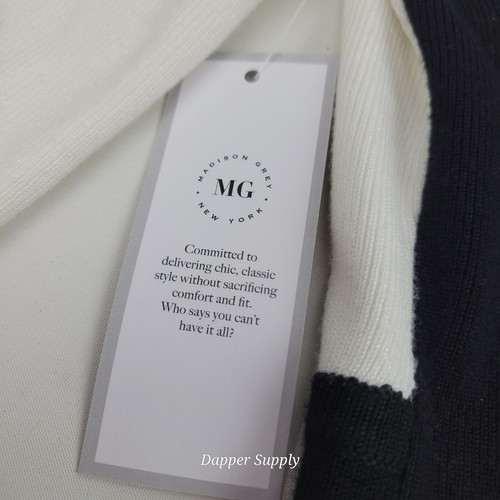 MADISON GREY
MG
NEW YORK
Committed to
delivering chic, classic
style without sacrificing
comfort and fit.
Who says you can't
have it all?
Dapper Supply